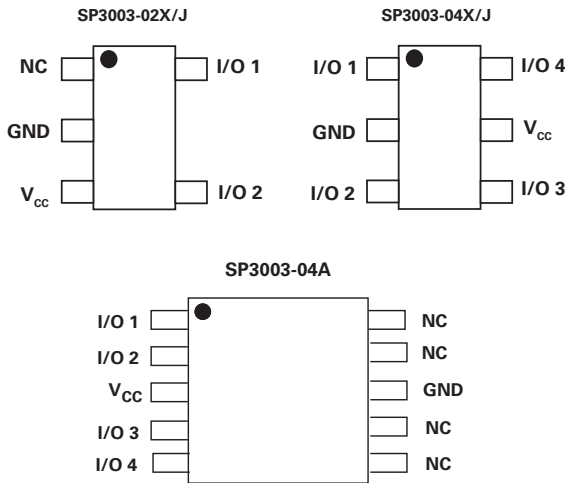 SP3003-02X/J
NC
I/O 1
GND
Vcc
I/O 2
SP3003-04X/J
I/O 1
I/O 4
GND
Vcc
I/O 2
I/O 3
SP3003-04A
I/O 1
NC
I/O 2
NC
VCC
GND
I/O 3
NC
I/O 4
NC